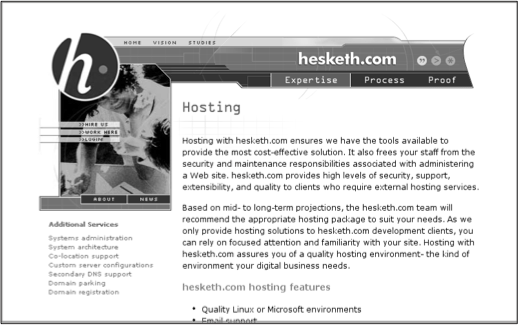 HOME VISION STUDIES
h.
hesketh.com
Expertise Process Proof
HIRE US
WORK HERE
LOGIN
ABOUT NEWS
Hosting
Hosting with hesketh.com ensures we have the tools available to
provide the most cost-effective solution. It also frees your staff from the
security and maintenance responsibilities associated with administering
a Web site. hesketh.com provides high levels of security, support,
extensibility, and quality to clients who require external hosting services.
Based on mid- to long-term projections, the hesketh.com team will
recommend the appropriate hosting package to suit your needs. As we
only provide hosting solutions to hesketh.com development clients, you
can rely on focused attention and familiarity with your site. Hosting with
hesketh.com assures you of a quality hosting environment- the kind of
environment your digital business needs.
hesketh.com hosting features
• Quality Linux or Microsoft environments
• Email support
Additional Services
Systems administration
System architecture
Co-location support
Custom server configurations
Secondary DNS support
Domain parking
Domain registration